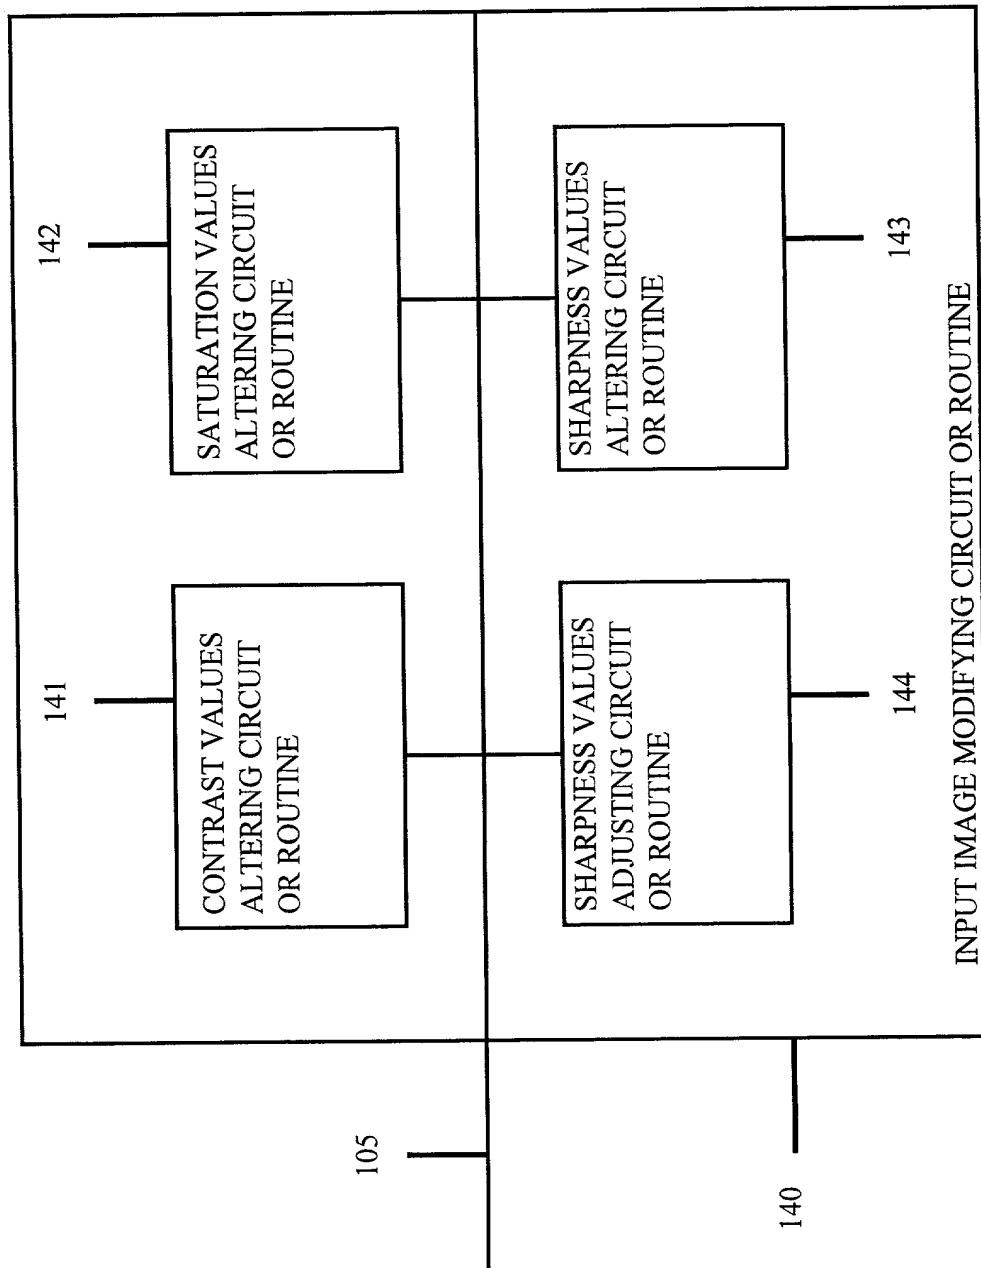 141
142
CONTRAST VALUES
ALTERING CIRCUIT
OR ROUTINE
SATURATION VALUES
ALTERING CIRCUIT
OR ROUTINE
105
SHARPNESS VALUES
ADJUSTING CIRCUIT
OR ROUTINE
SHARPNESS VALUES
ALTERING CIRCUIT
OR ROUTINE
140
144
143
INPUT IMAGE MODIFYING CIRCUIT OR ROUTINE